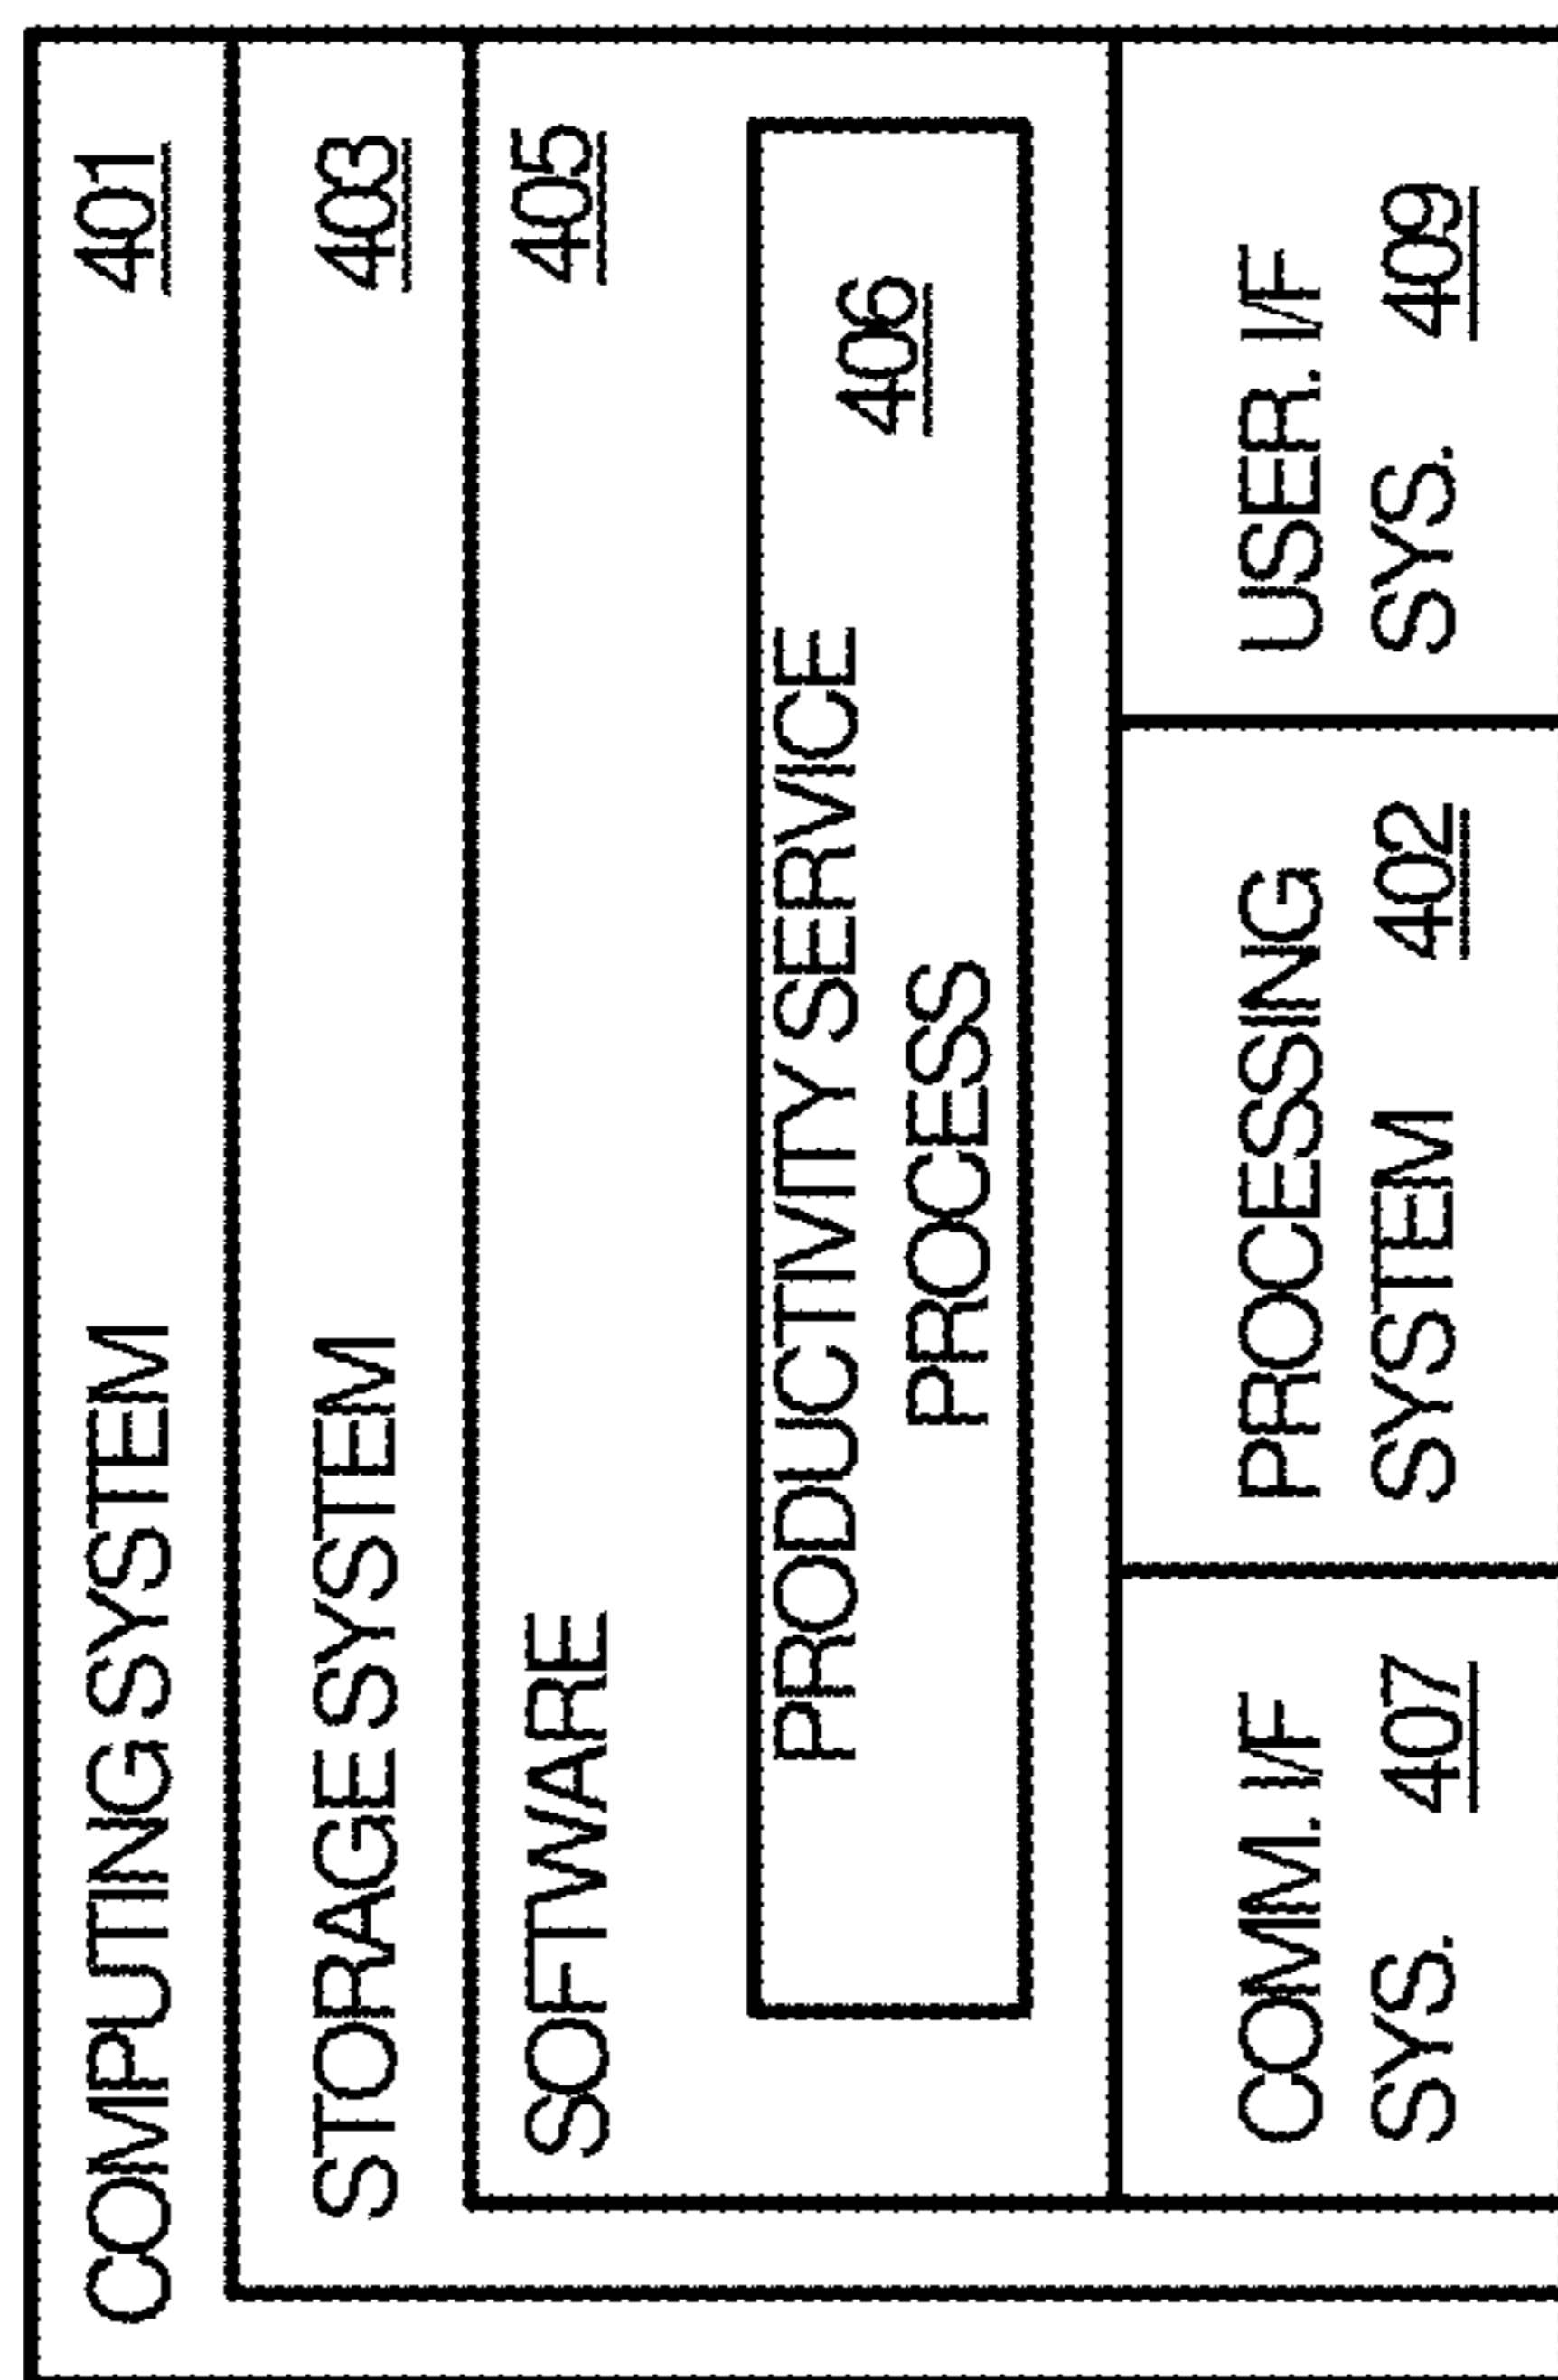 COMPUTING SYSTEM 401
STORAGE SYSTEM 403
SOFTWARE 405
PRODUCTIVITY SERVICE
PROCESS 406
COMM. I/F
SYS. 407
PROCESSING
SYSTEM 402
USER. I/F
SYS. 409